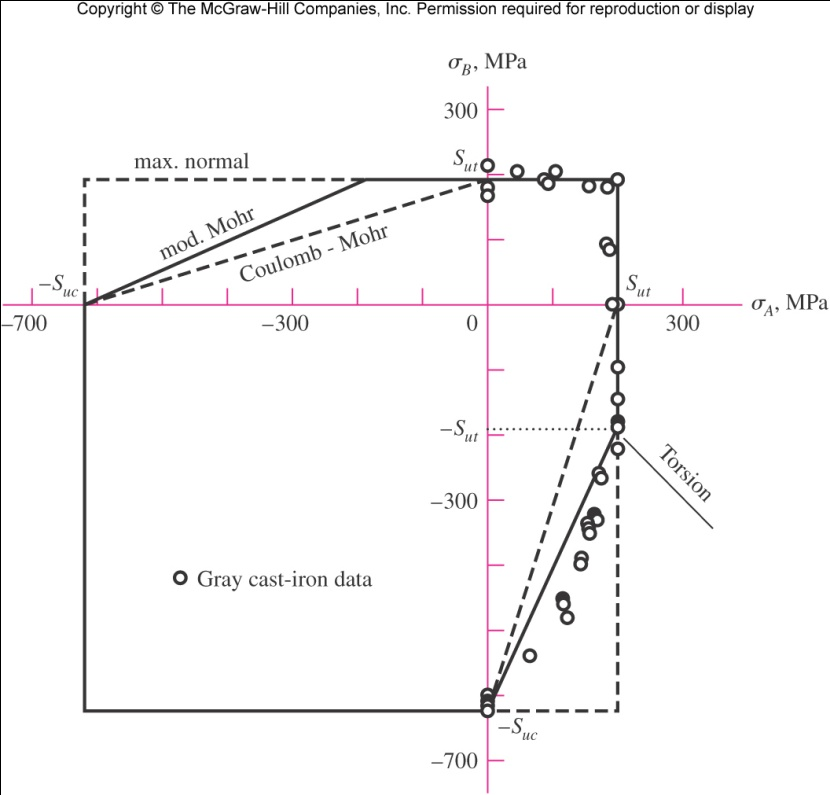 Copyright © The McGraw-Hill Companies, Inc. Permission required for reproduction or display
σB, MPa
300
Sut
max. normal
mod. Mohr
Coulomb - Mohr
−Suc
Sut
σA, MPa
−700
−300
0
300
−Sut
Torsion
−300
Gray cast-iron data
−Suc
−700